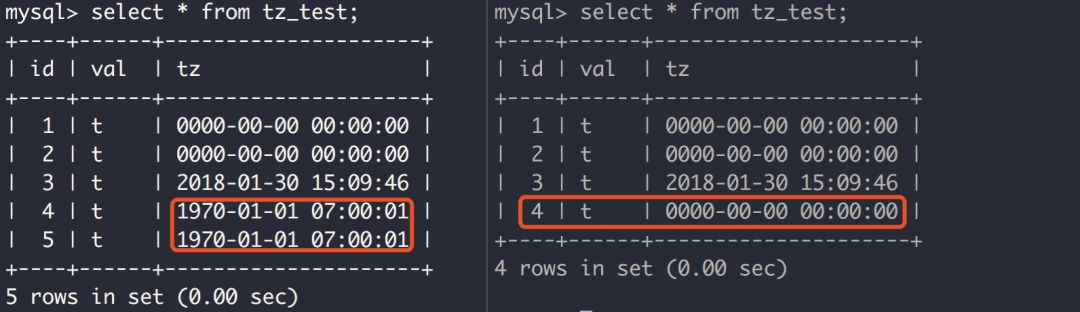 mysql> select * from tz_test;
+----+------+---------------------+
| id | val  | tz                  |
+----+------+---------------------+
|  1 | t    | 0000-00-00 00:00:00 |
|  2 | t    | 0000-00-00 00:00:00 |
|  3 | t    | 2018-01-30 15:09:46 |
|  4 | t    | 1970-01-01 07:00:01 |
|  5 | t    | 1970-01-01 07:00:01 |
+----+------+---------------------+
5 rows in set (0.00 sec)
mysql> select * from tz_test;
+----+------+---------------------+
| id | val  | tz                  |
+----+------+---------------------+
|  1 | t    | 0000-00-00 00:00:00 |
|  2 | t    | 0000-00-00 00:00:00 |
|  3 | t    | 2018-01-30 15:09:46 |
|  4 | t    | 0000-00-00 00:00:00 |
+----+------+---------------------+
4 rows in set (0.00 sec)